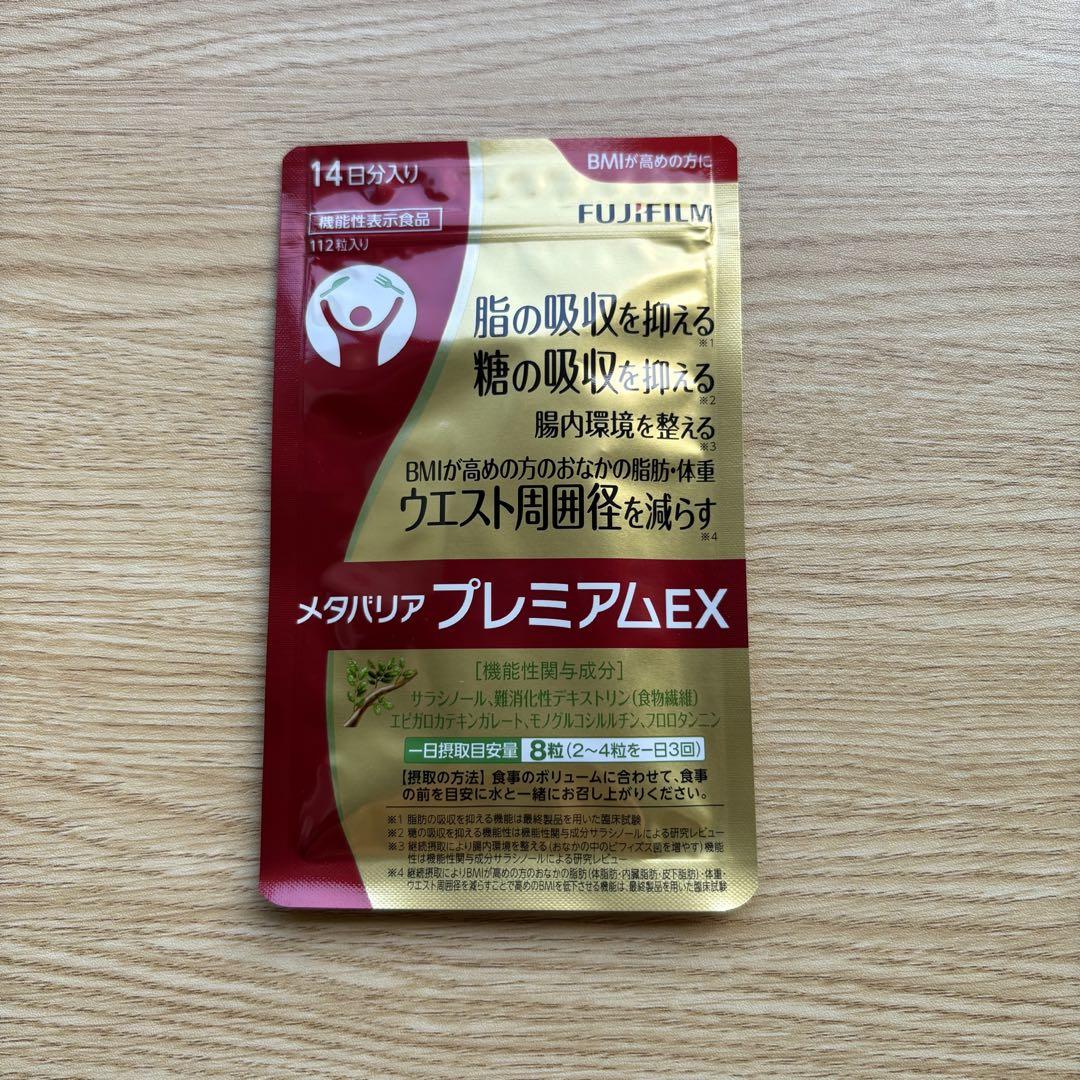 14日分入り
BMIが高めの方に
機能性表示食品
FUJIFILM
112粒入り
脂の吸収を抑える
※1
糖の吸収を抑える
※2
腸内環境を整える
※3
BMIが高めの方のおなかの脂肪・体重
ウエスト周囲径を減らす
※4
メタバリア プレミアムEX
[機能性関与成分]
サラシノール、難消化性デキストリン(食物繊維)
エピガロカテキンガレート、モノグルコシルルチン、フロロタンニン
一日摂取目安量 8粒(2〜4粒を一日3回)
【摂取の方法】食事のボリュームに合わせて、食事
の前を目安に水と一緒にお召し上がりください。
※1 脂肪の吸収を抑える機能は最終製品を用いた臨床試験
※2 糖の吸収を抑える機能性は機能性関与成分サラシノールによる研究レビュー
※3 継続摂取により腸内環境を整える(おなかの中のビフィズス菌を増やす)機能
性は機能性関与成分サラシノールによる研究レビュー
※4 継続摂取によりBMIが高めの方のおなかの脂肪(体脂肪・内臓脂肪・皮下脂肪)・体重・
ウエスト周囲径を減らすことで高めのBMIを低下させる機能は、最終製品を用いた臨床試験